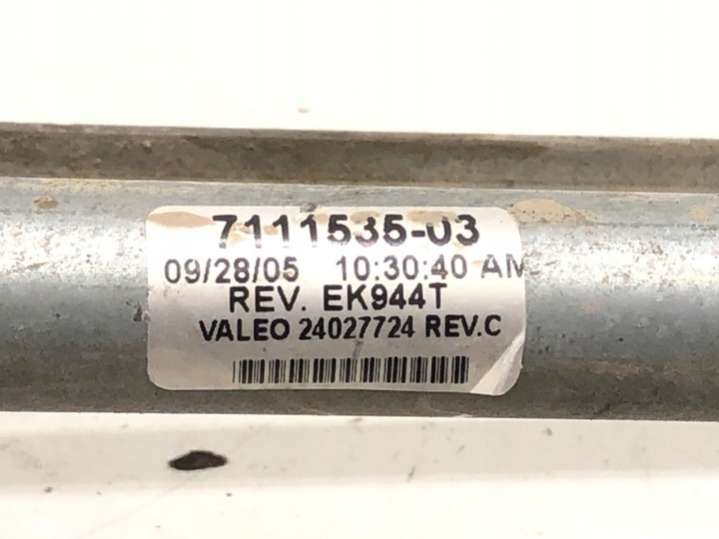 7111535-03
09/28/05 10:30:40 AM
REV. EK944T
VALEO 24027724 REV.C